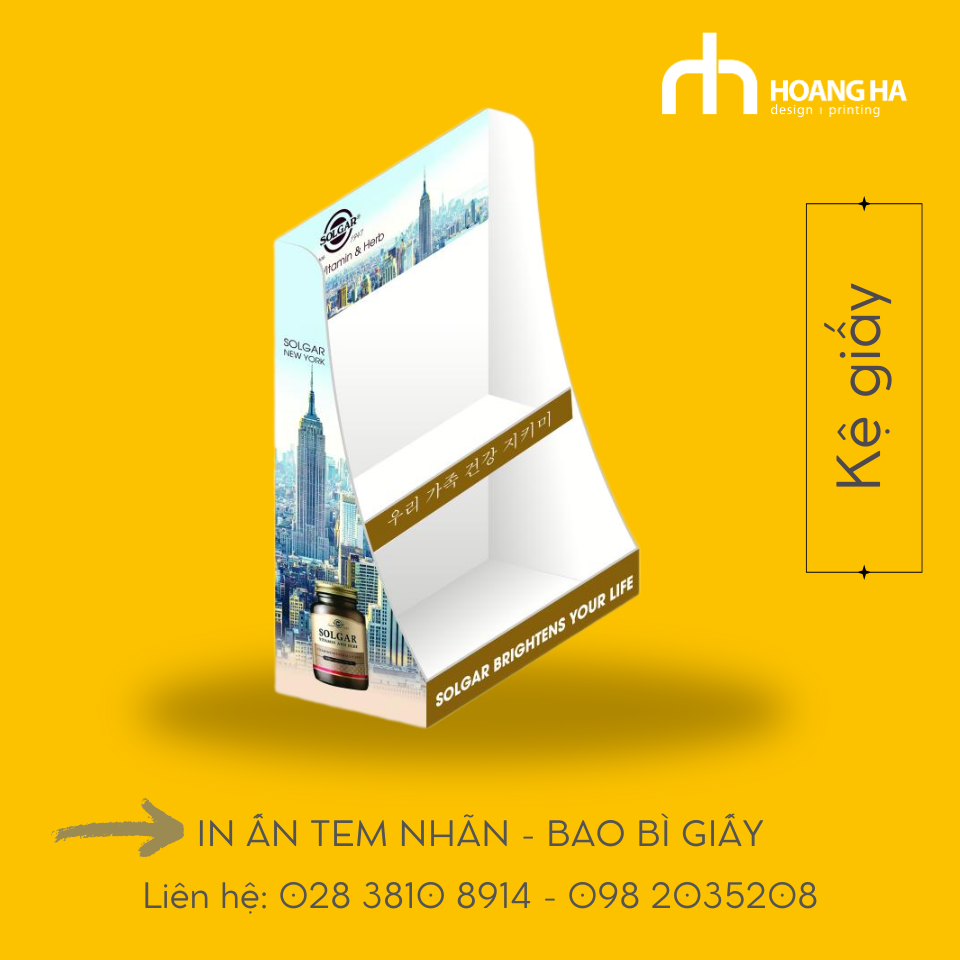 HOANG HA
design I printing
SOLGAR®
1947
Vitamin & Herb
SOLGAR
NEW YORK
우리 가족 건강 지키미
Kệ giấy
SOLGAR
SOLGAR BRIGHTENS YOUR LIFE
IN ẤN TEM NHÃN - BAO BÌ GIẤY
Liên hệ: 028 3810 8914 - 098 2035208